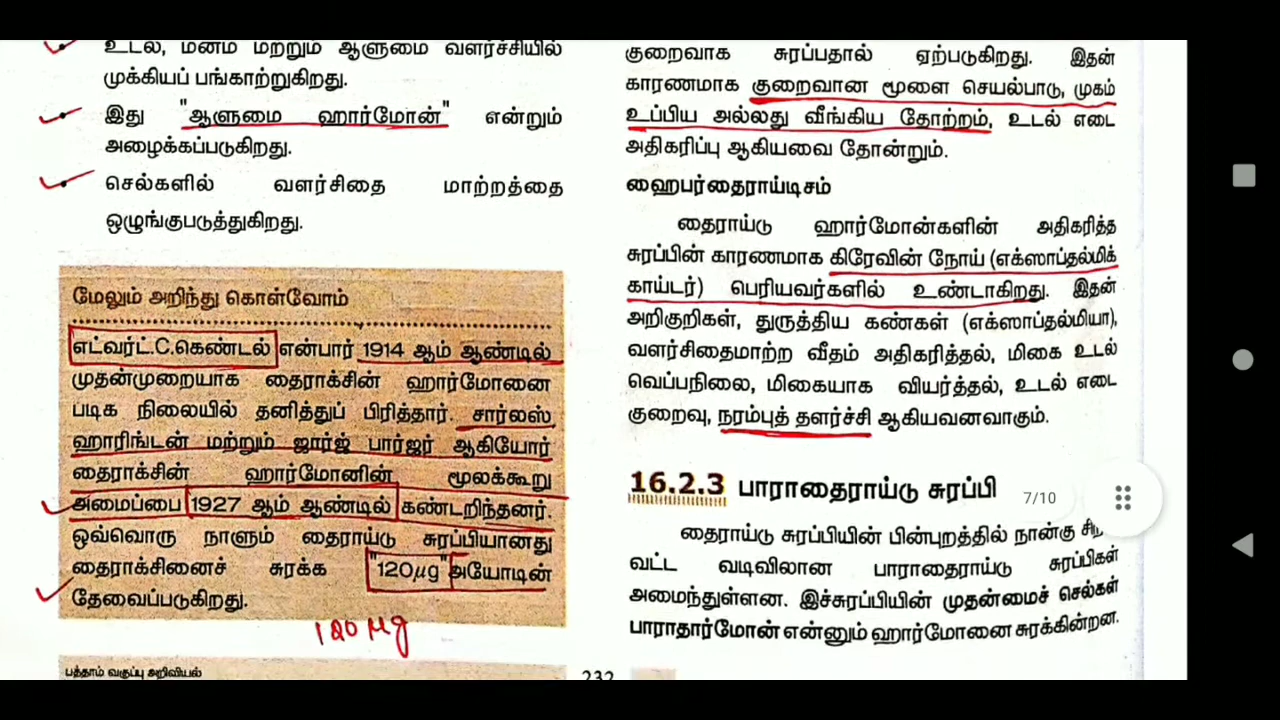 உடல், மனம் மற்றும் ஆளுமை வளர்ச்சியில்
முக்கியப் பங்காற்றுகிறது.
இது "ஆளுமை ஹார்மோன்" என்றும்
அழைக்கப்படுகிறது.
செல்களில் வளர்சிதை மாற்றத்தை
ஒழுங்குபடுத்துகிறது.
மேலும் அறிந்து கொள்வோம்
எட்வர்ட்.C.கெண்டல் என்பார் 1914 ஆம் ஆண்டில்
முதன்முறையாக தைராக்சின் ஹார்மோனை
படிக நிலையில் தனித்துப் பிரித்தார். சார்லஸ்
ஹாரிங்டன் மற்றும் ஜார்ஜ் பார்ஜர் ஆகியோர்
தைராக்சின் ஹார்மோனின் மூலக்கூறு
அமைப்பை 1927 ஆம் ஆண்டில் கண்டறிந்தனர்.
ஒவ்வொரு நாளும் தைராய்டு சுரப்பியானது
தைராக்சினைச் சுரக்க "120μg" அயோடின்
தேவைப்படுகிறது.
120 μg
பத்தாம் வகுப்பு அறிவியல்
232
குறைவாக சுரப்பதால் ஏற்படுகிறது. இதன்
காரணமாக குறைவான மூளை செயல்பாடு, முகம்
உப்பிய அல்லது வீங்கிய தோற்றம், உடல் எடை
அதிகரிப்பு ஆகியவை தோன்றும்.
ஹைபர்தைராய்டிசம்
தைராய்டு ஹார்மோன்களின் அதிகரித்த
சுரப்பின் காரணமாக கிரேவின் நோய் (எக்ஸாப்தல்மிக்
காய்டர்) பெரியவர்களில் உண்டாகிறது. இதன்
அறிகுறிகள், துருத்திய கண்கள் (எக்ஸாப்தல்மியா),
வளர்சிதைமாற்ற வீதம் அதிகரித்தல், மிகை உடல்
வெப்பநிலை, மிகையாக வியர்த்தல், உடல் எடை
குறைவு, நரம்புத் தளர்ச்சி ஆகியவனவாகும்.
16.2.3 பாராதைராய்டு சுரப்பி
7/10
தைராய்டு சுரப்பியின் பின்புறத்தில் நான்கு சிறிய
வட்ட வடிவிலான பாராதைராய்டு சுரப்பிகள்
அமைந்துள்ளன. இச்சுரப்பியின் முதன்மைச் செல்கள்
பாராதார்மோன் என்னும் ஹார்மோனை சுரக்கின்றன.